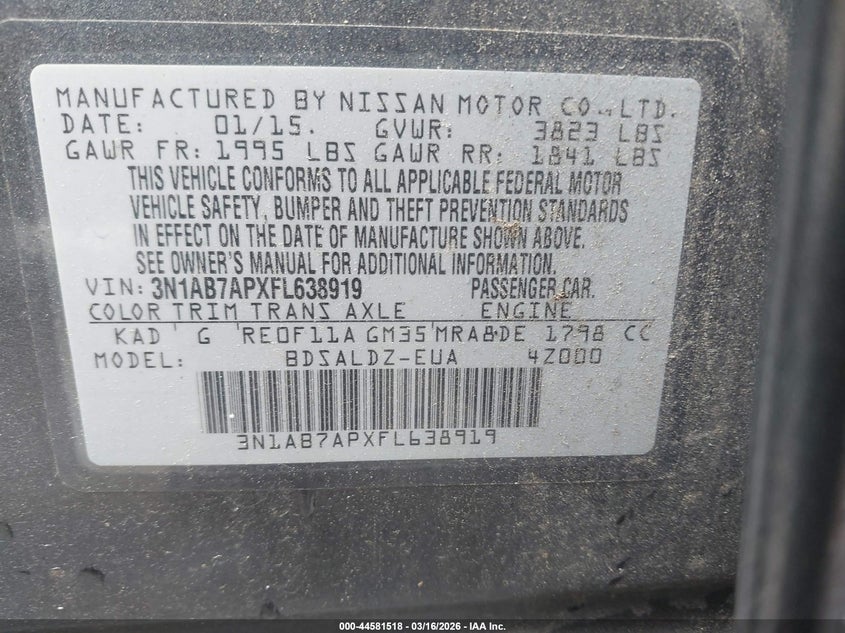 MANUFACTURED BY NISSAN MOTOR CO., LTD.
DATE: 01/15. GVWR: 3823 LBS
GAWR FR: 1995 LBS GAWR RR: 1841 LBS
THIS VEHICLE CONFORMS TO ALL APPLICABLE FEDERAL MOTOR
VEHICLE SAFETY, BUMPER AND THEFT PREVENTION STANDARDS
IN EFFECT ON THE DATE OF MANUFACTURE SHOWN ABOVE.
SEE OWNER'S MANUAL FOR ADDITIONAL INFORMATION.
VIN: 3N1AB7APXFL638919 PASSENGER CAR.
COLOR TRIM TRANS AXLE ENGINE
KAD G RE0F11A GM35 MRA8DE 1798 CC
MODEL: BDSALDZ-EUA 4Z000
3N1AB7APXFL638919
000-44581518 - 03/16/2026 - IAA Inc.